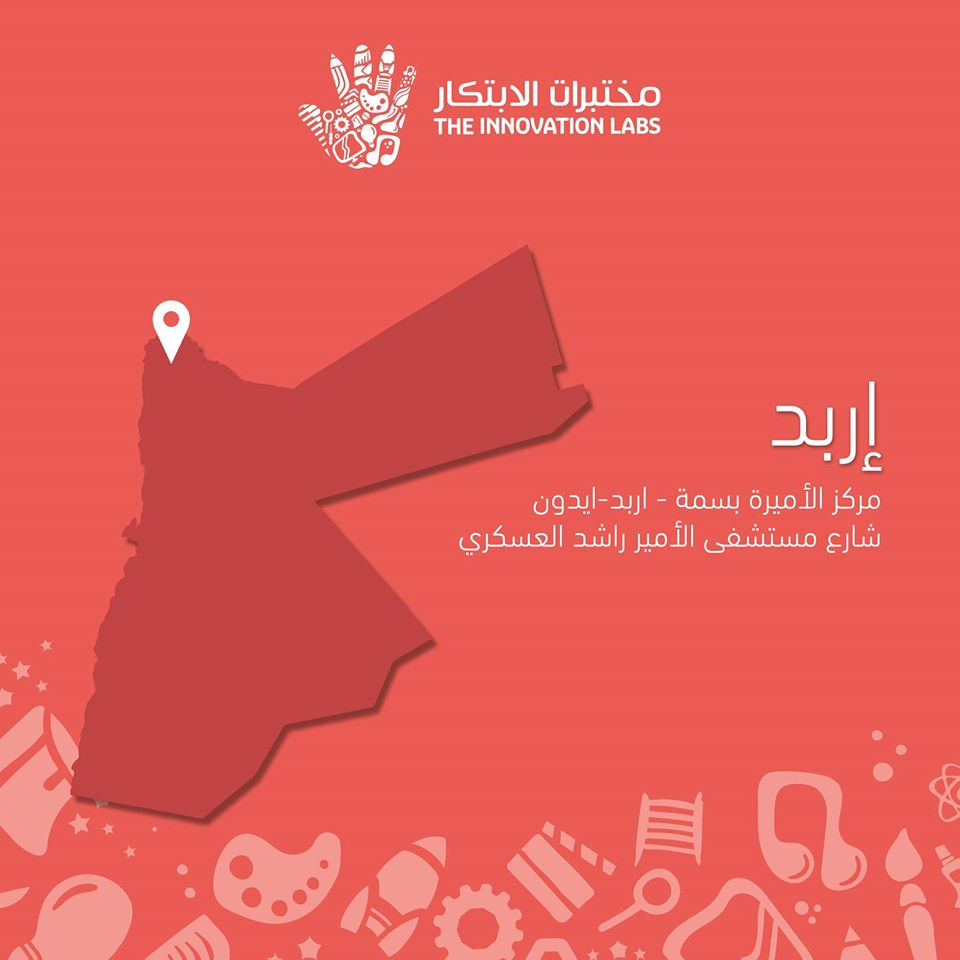 مختبرات الابتكار
THE INNOVATION LABS
إربد
مركز الأميرة بسمة - اربد-ايدون
شارع مستشفى الأمير راشد العسكري